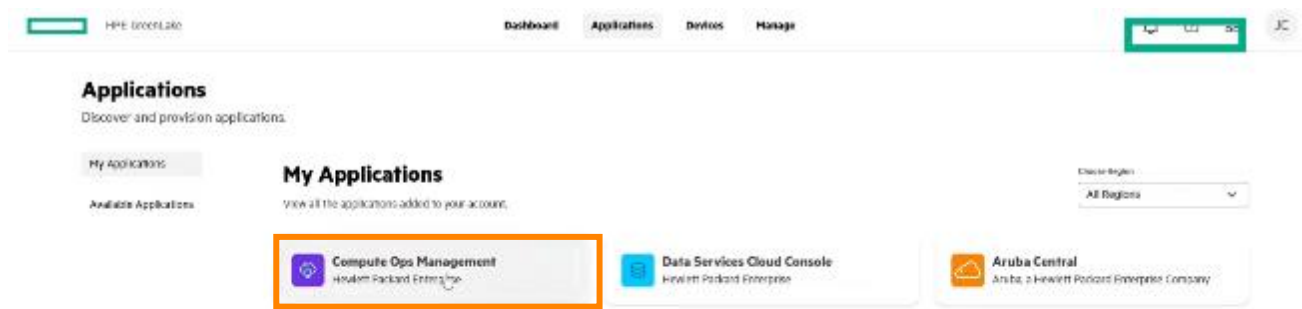 HPE GreenLake
Dashboard Applications Devices Manage
JC
Applications
Discover and provision applications.
My Applications
Available Applications
My Applications
View all the applications added to your account.
Choose Region
All Regions
Compute Ops Management
Hewlett Packard Enterprise
Data Services Cloud Console
Hewlett Packard Enterprise
Aruba Central
Aruba, a Hewlett Packard Enterprise Company